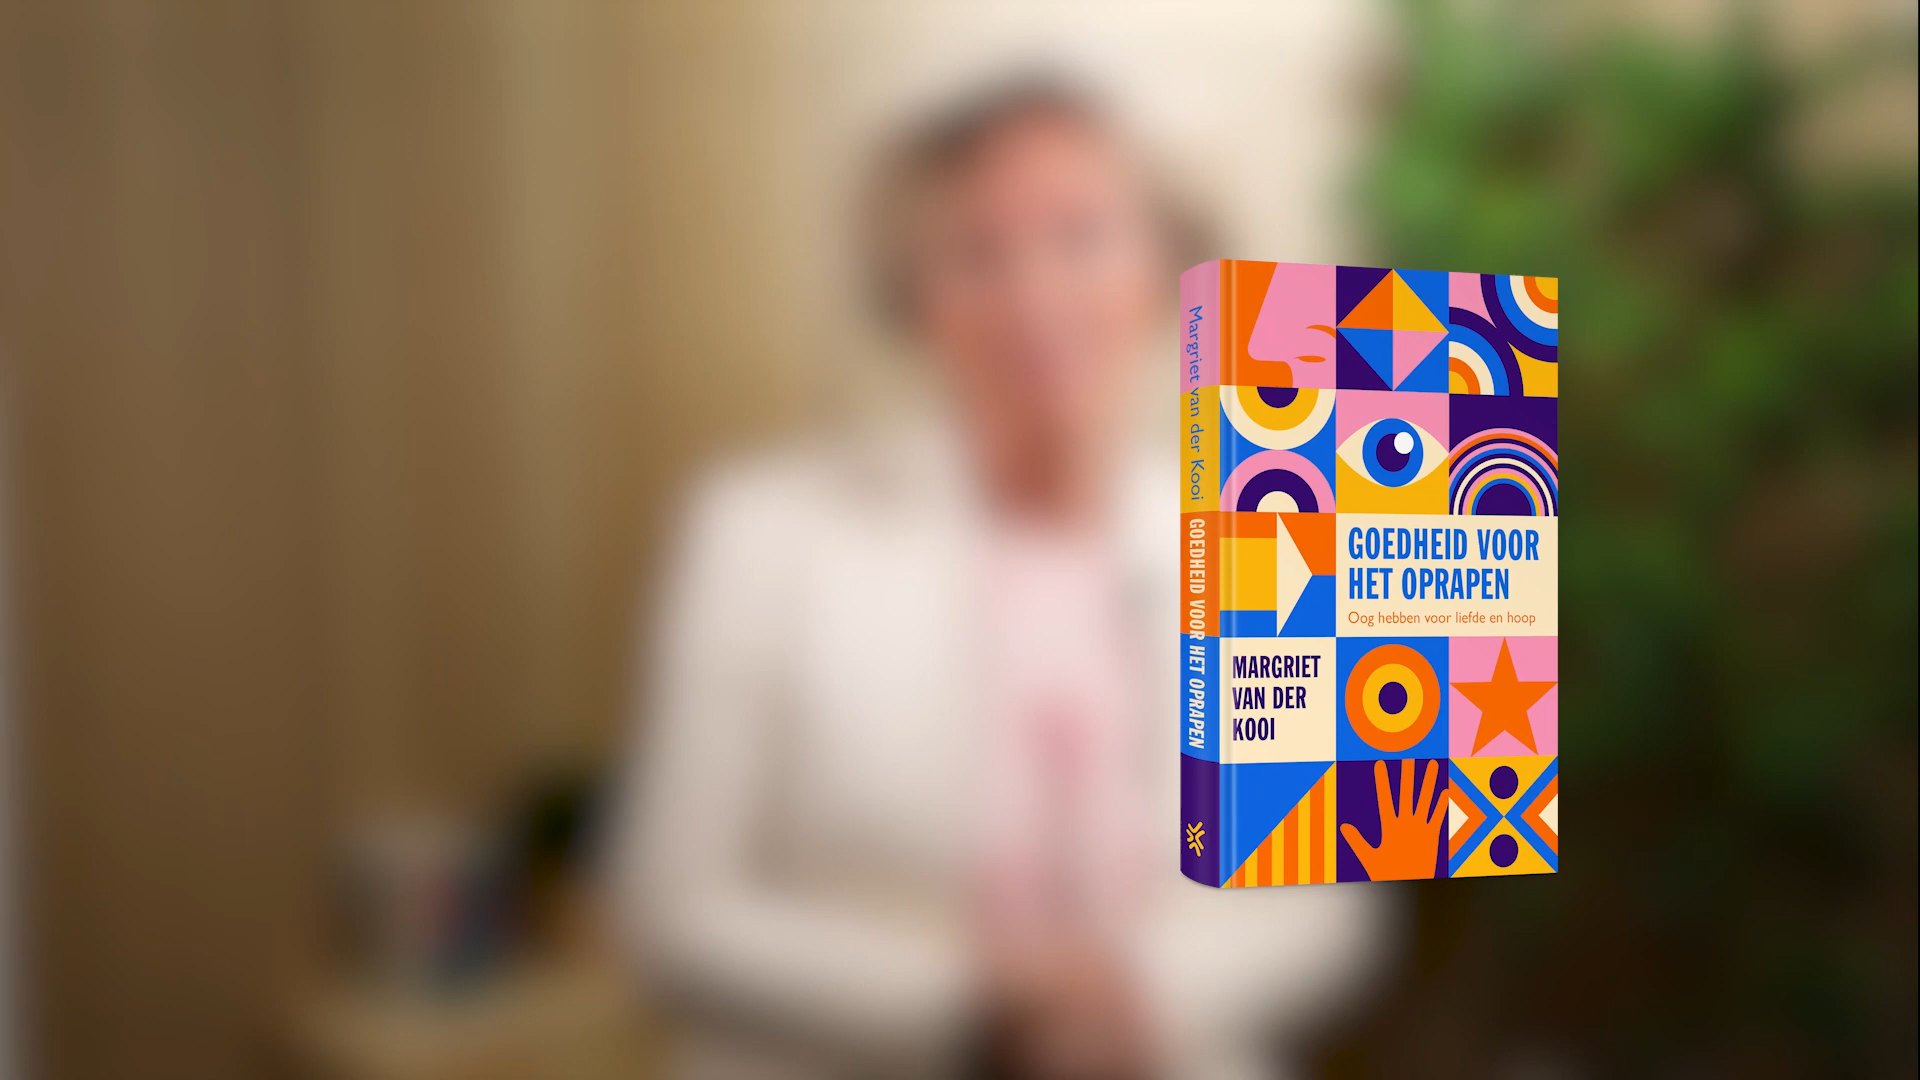 Margriet van der Kooi
GOEDHEID VOOR HET OPRAPEN
GOEDHEID VOOR
HET OPRAPEN
Oog hebben voor liefde en hoop
MARGRIET
VAN DER
KOOI